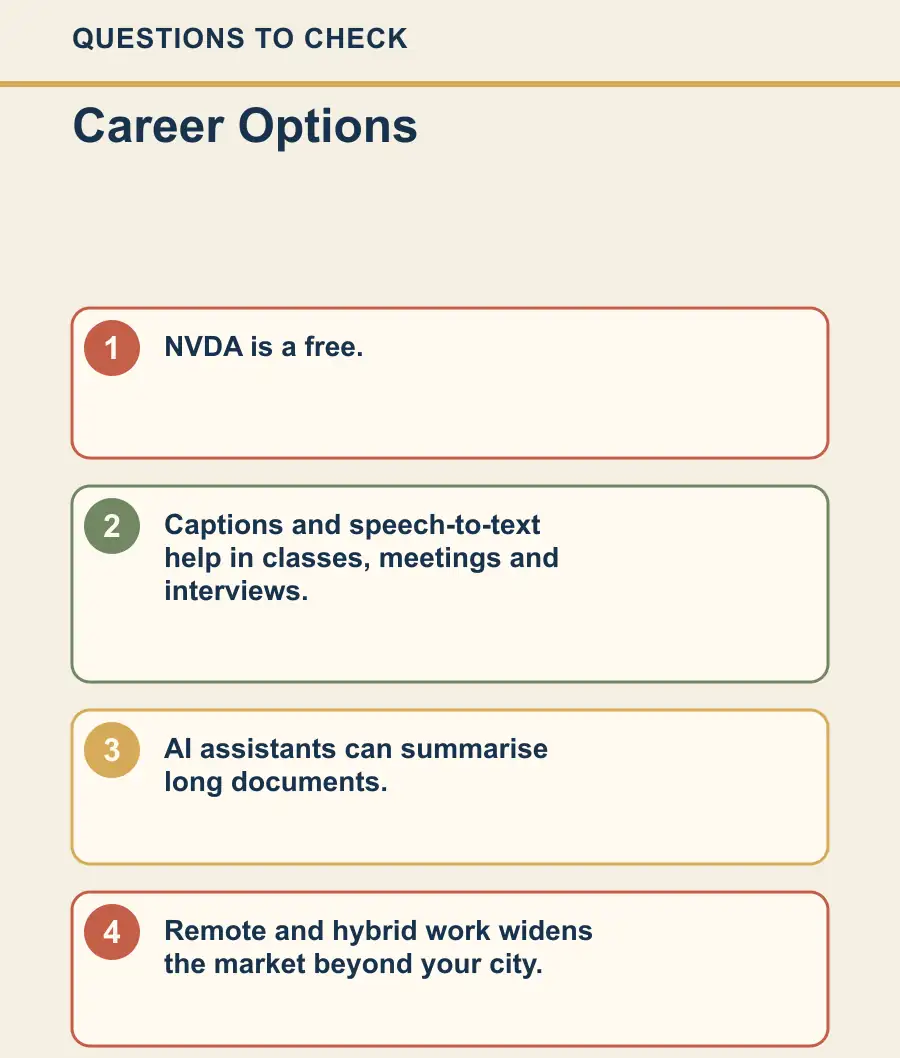 QUESTIONS TO CHECK
Career Options
1
NVDA is a free.
2
Captions and speech-to-text
help in classes, meetings and
interviews.
3
AI assistants can summarise
long documents.
4
Remote and hybrid work widens
the market beyond your city.